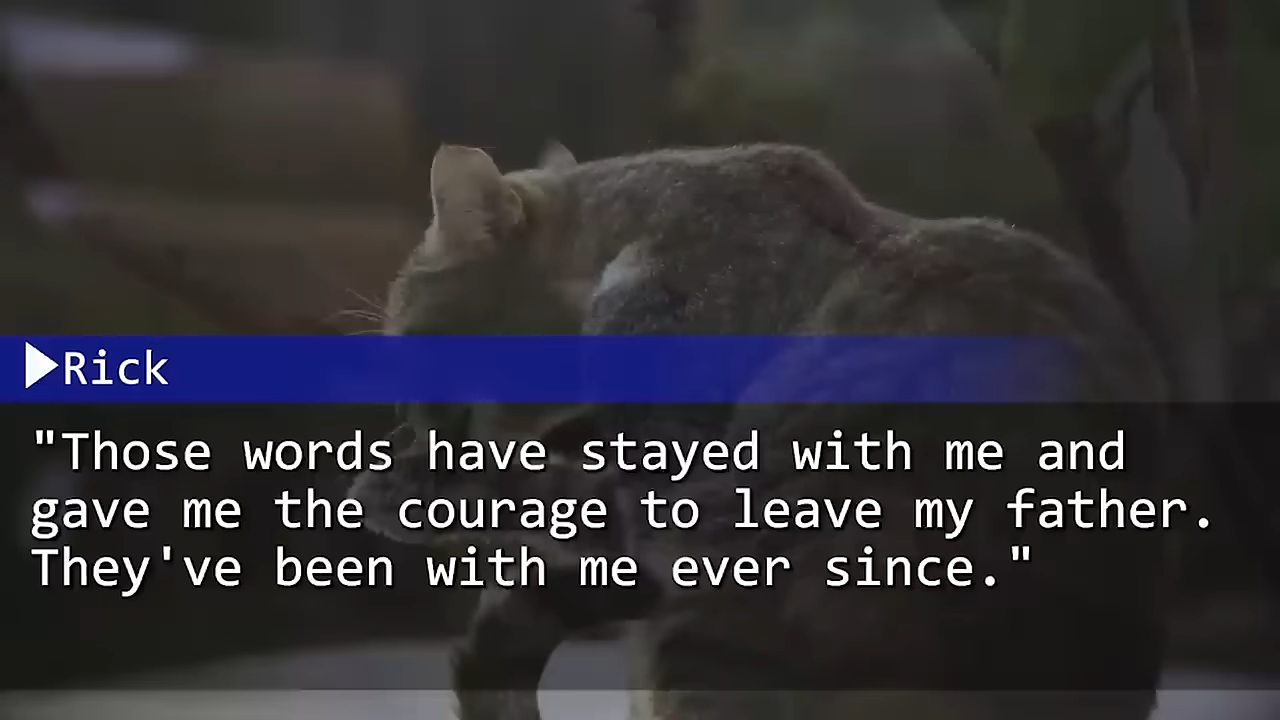 Rick
"Those words have stayed with me and
gave me the courage to leave my father.
They've been with me ever since."